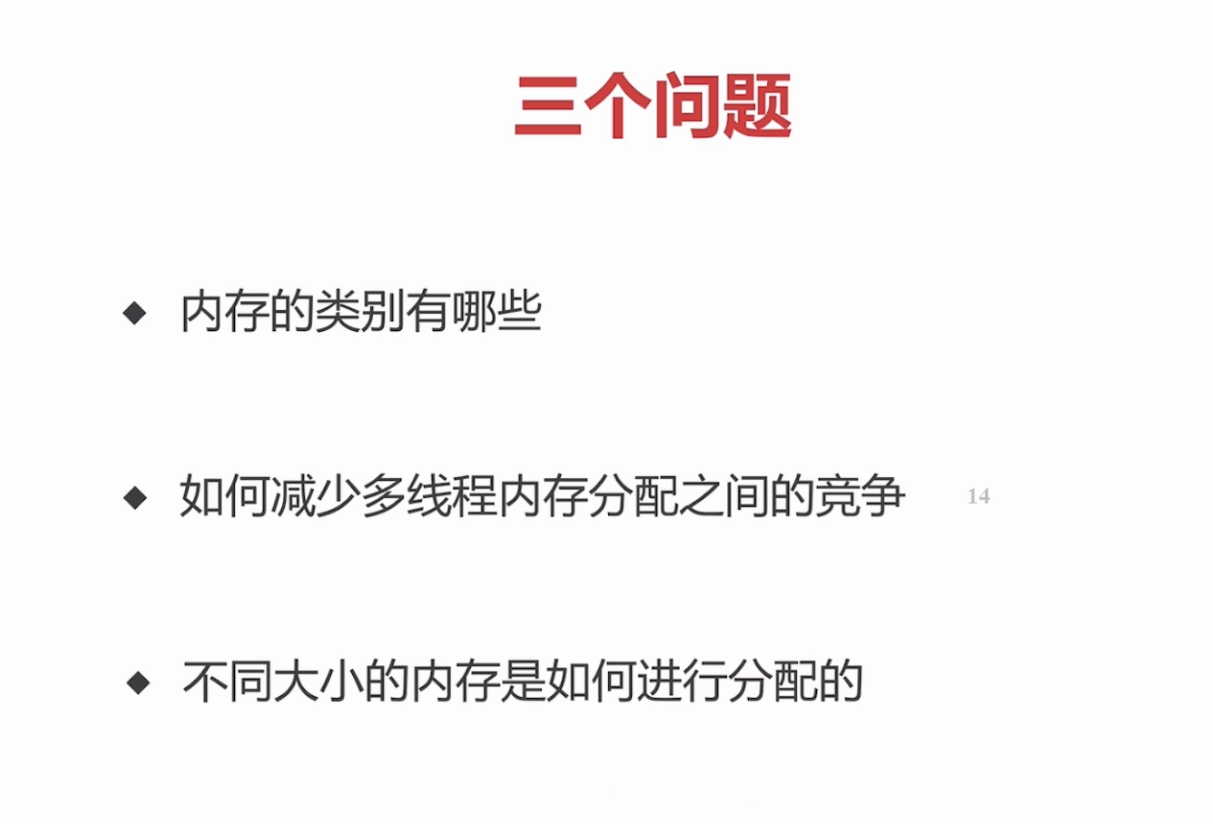 三个问题
◆ 内存的类别有哪些
◆ 如何减少多线程内存分配之间的竞争 14
◆ 不同大小的内存是如何进行分配的